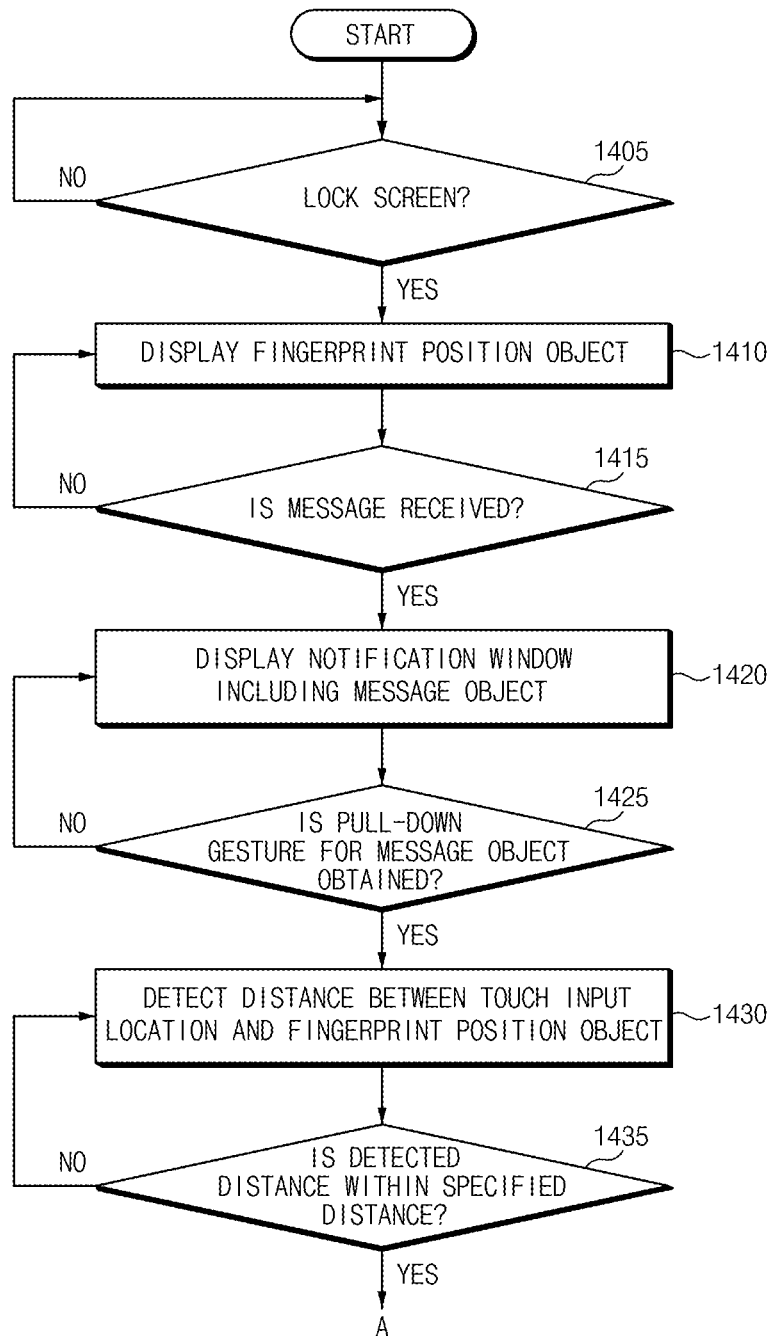 START
1405
NO
LOCK SCREEN?
YES
DISPLAY FINGERPRINT POSITION OBJECT
1410
1415
NO
IS MESSAGE RECEIVED?
YES
DISPLAY NOTIFICATION WINDOW
INCLUDING MESSAGE OBJECT
1420
1425
NO
IS PULL-DOWN
GESTURE FOR MESSAGE OBJECT
OBTAINED?
YES
DETECT DISTANCE BETWEEN TOUCH INPUT
LOCATION AND FINGERPRINT POSITION OBJECT
1430
1435
NO
IS DETECTED
DISTANCE WITHIN SPECIFIED
DISTANCE?
YES
A